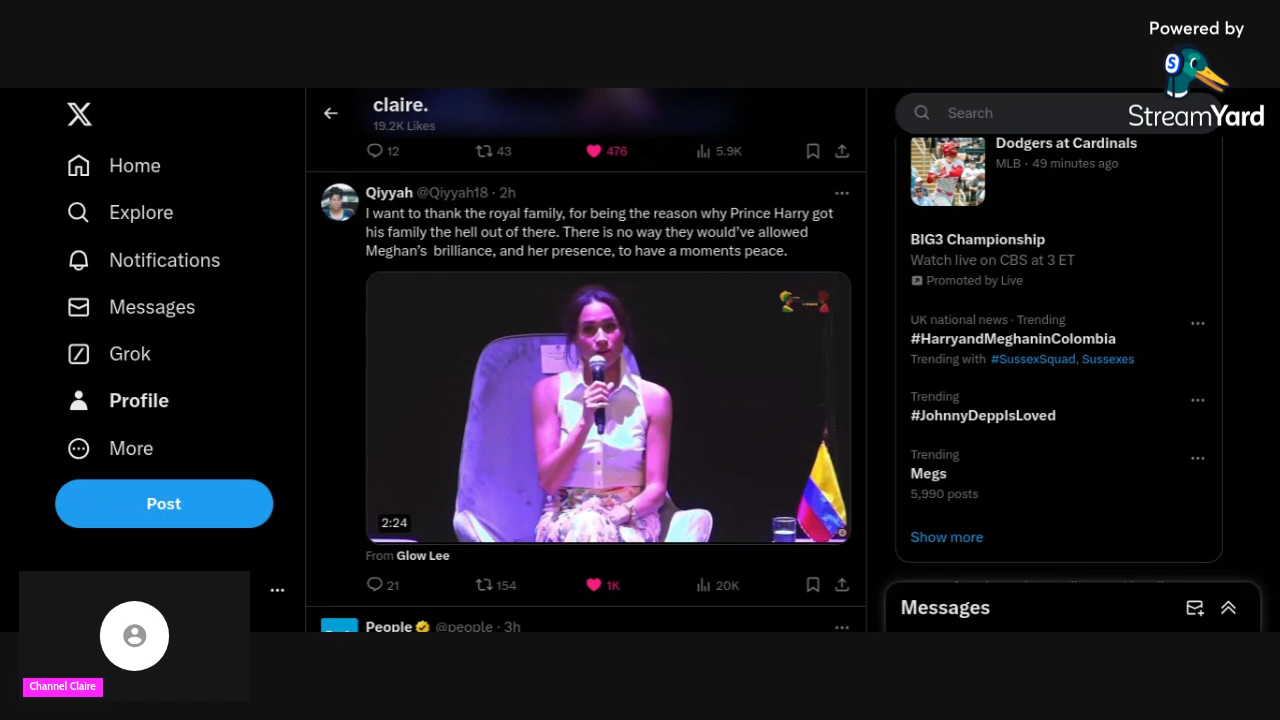 Powered by
StreamYard
Home
Explore
Notifications
Messages
Grok
Profile
More
Post
Channel Claire
claire.
19.2K Likes
12 43 476 5.9K
Qiyyah @Qiyyah18 · 2h
I want to thank the royal family, for being the reason why Prince Harry got
his family the hell out of there. There is no way they would've allowed
Meghan's brilliance, and her presence, to have a moments peace.
2:24
From Glow Lee
21 154 1K 20K
People @people · 3h
Search
Dodgers at Cardinals
MLB · 49 minutes ago
BIG3 Championship
Watch live on CBS at 3 ET
Promoted by Live
UK national news · Trending
#HarryandMeghaninColombia
Trending with #SussexSquad, Sussexes
Trending
#JohnnyDeppIsLoved
Trending
Megs
5,990 posts
Show more
Messages